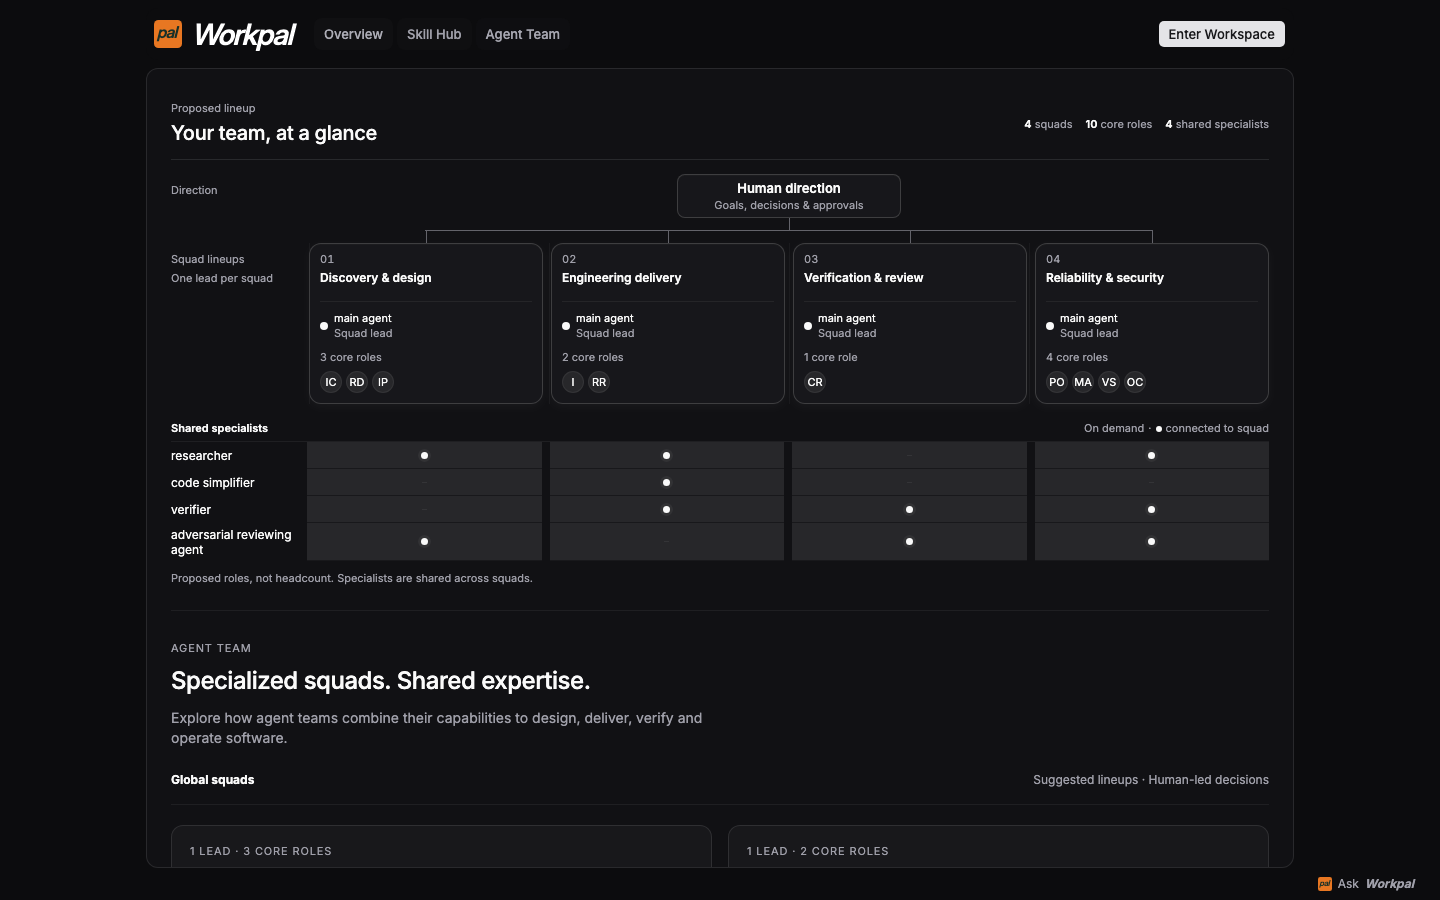 pal Workpal Overview Skill Hub Agent Team Enter Workspace
Proposed lineup
Your team, at a glance
4 squads 10 core roles 4 shared specialists
Direction
Human direction
Goals, decisions & approvals
Squad lineups
One lead per squad
01
Discovery & design
main agent
Squad lead
3 core roles
IC RD IP
02
Engineering delivery
main agent
Squad lead
2 core roles
I RR
03
Verification & review
main agent
Squad lead
1 core role
CR
04
Reliability & security
main agent
Squad lead
4 core roles
PO MA VS OC
Shared specialists
On demand · connected to squad
researcher
code simplifier
verifier
adversarial reviewing
agent
Proposed roles, not headcount. Specialists are shared across squads.
AGENT TEAM
Specialized squads. Shared expertise.
Explore how agent teams combine their capabilities to design, deliver, verify and
operate software.
Global squads
Suggested lineups · Human-led decisions
1 LEAD · 3 CORE ROLES
1 LEAD · 2 CORE ROLES
pal Ask Workpal